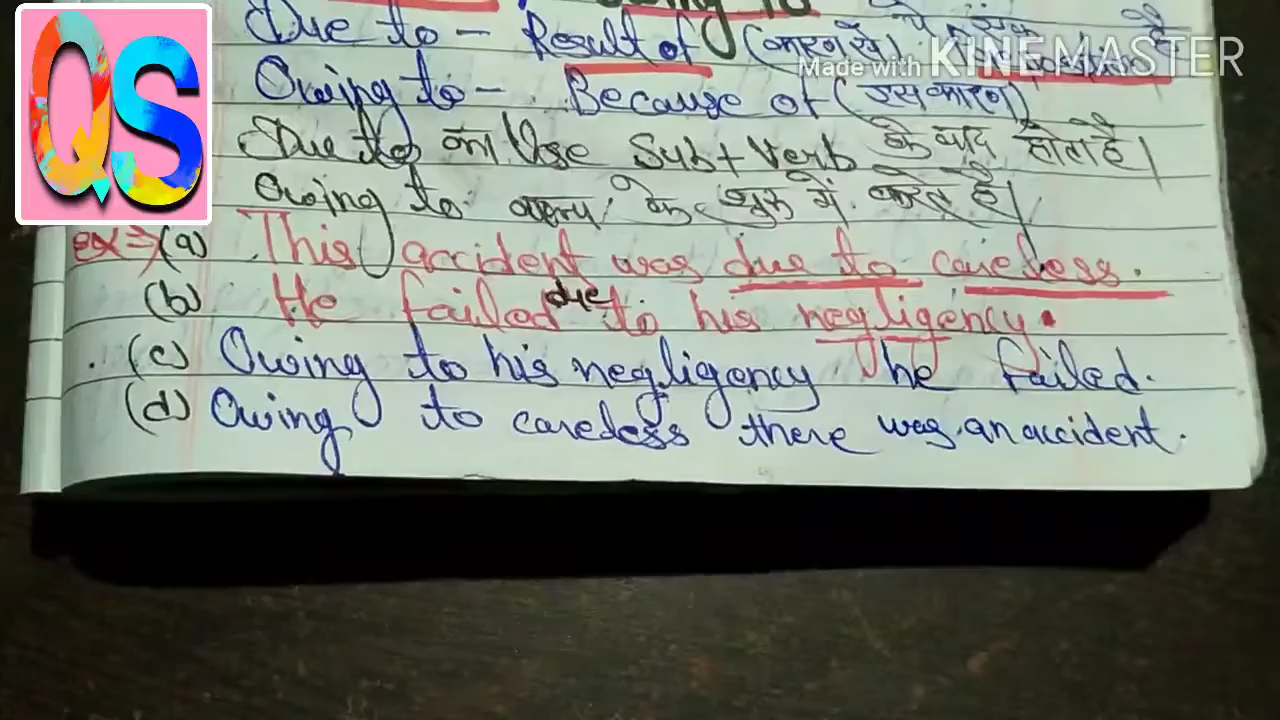 owing to
QS
Due to – Result of (कारण से)
Made with KINEMASTER
Owing to – Because of (इस कारण)
Due to का Use Sub + Verb के बाद होता है।
Owing to वाक्य के शुरू में करते है।
ex ⇒ (a) This accident was due to careless.
(b) He failed due to his negligency.
(c) Owing to his negligency he failed.
(d) Owing to careless there was an accident.